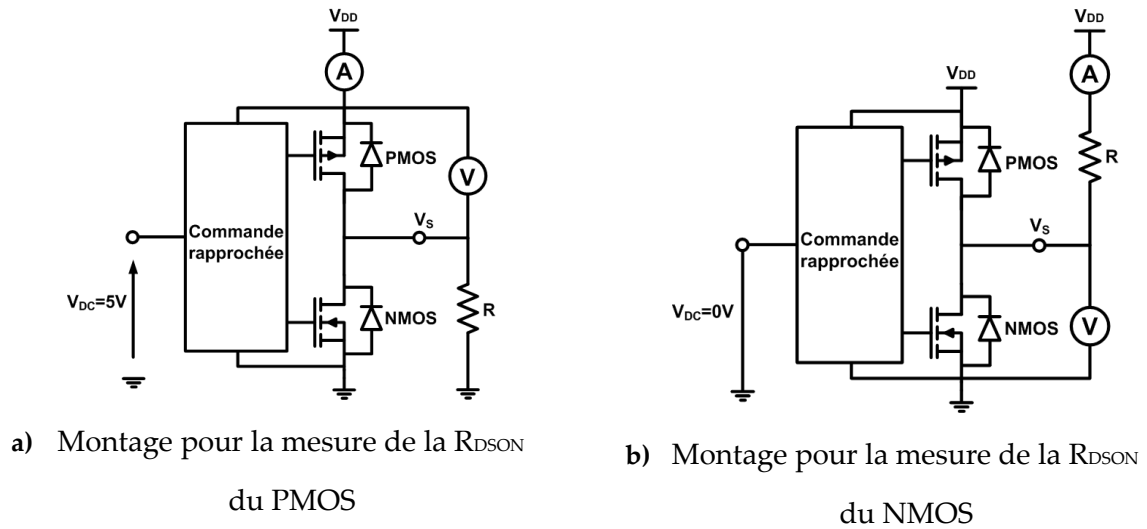 VDD
A
PMOS
V
Commande
rapprochée
VS
VDC=5V
NMOS
R
a) Montage pour la mesure de la RDSON
du PMOS
VDD
A
VDD
PMOS
R
Commande
rapprochée
VS
VDC=0V
NMOS
V
b) Montage pour la mesure de la RDSON
du NMOS